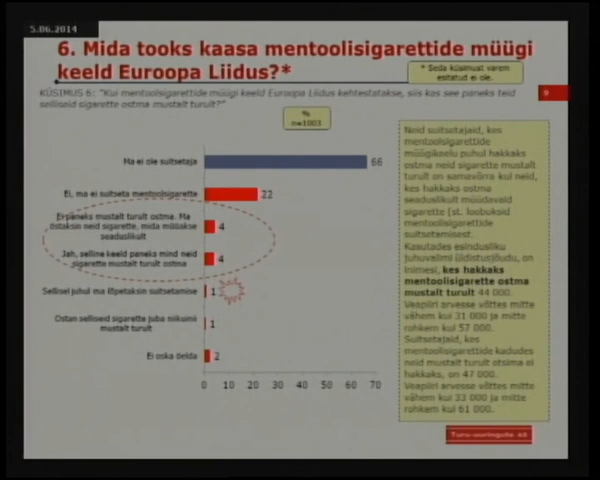 5.06.2014
6. Mida tooks kaasa mentoolisigarettide müügi
keeld Euroopa Liidus?*
* Seda küsimust varem
esitatud ei ole.
9
KÜSIMUS 6: "Kui mentoolisigarettide müügi keeld Euroopa Liidus kehtestatakse, siis kas see paneks teid
selliseid sigarette ostma mustalt turult?"
%
n=1003
Ma ei ole suitsetaja
66
Ei, ma ei suitseta mentoolsigarette
22
Ei paneks mustalt turult ostma. Ma
ostaksin neid sigarette, mida müüakse
seaduslikult
4
Jah, selline keeld paneks mind neid
sigarette mustalt turult ostma
4
Sellisel juhul ma lõpetaksin suitsetamise
1
Ostan selliseid sigarette juba niikuinii
mustalt turult
1
Ei oska öelda
2
0 10 20 30 40 50 60 70
Neid suitsetajaid, kes
mentoolsigarettide
müügikeelu puhul hakkaks
ostma neid sigarette mustalt
turult on samavõrra kui neid,
kes hakkaks ostma
seaduslikult müüdavaid
sigarette (st. loobuksid
mentoolsigarettide
suitsetamisest.
Kasutades esindusliku
juhuvalimi üldistusjõudu, on
inimesi, kes hakkaks
mentoolsigarette ostma
mustalt turult 44 000.
Veapiiri arvesse võttes mitte
vähem kui 31 000 ja mitte
rohkem kui 57 000.
Suitsetajaid, kes
mentoolsigarettide kadudes
neid mustalt turult otsima ei
hakkaks, on 47 000.
Veapiiri arvesse võttes mitte
vähem kui 33 000 ja mitte
rohkem kui 61 000.
Turu-uuringute AS